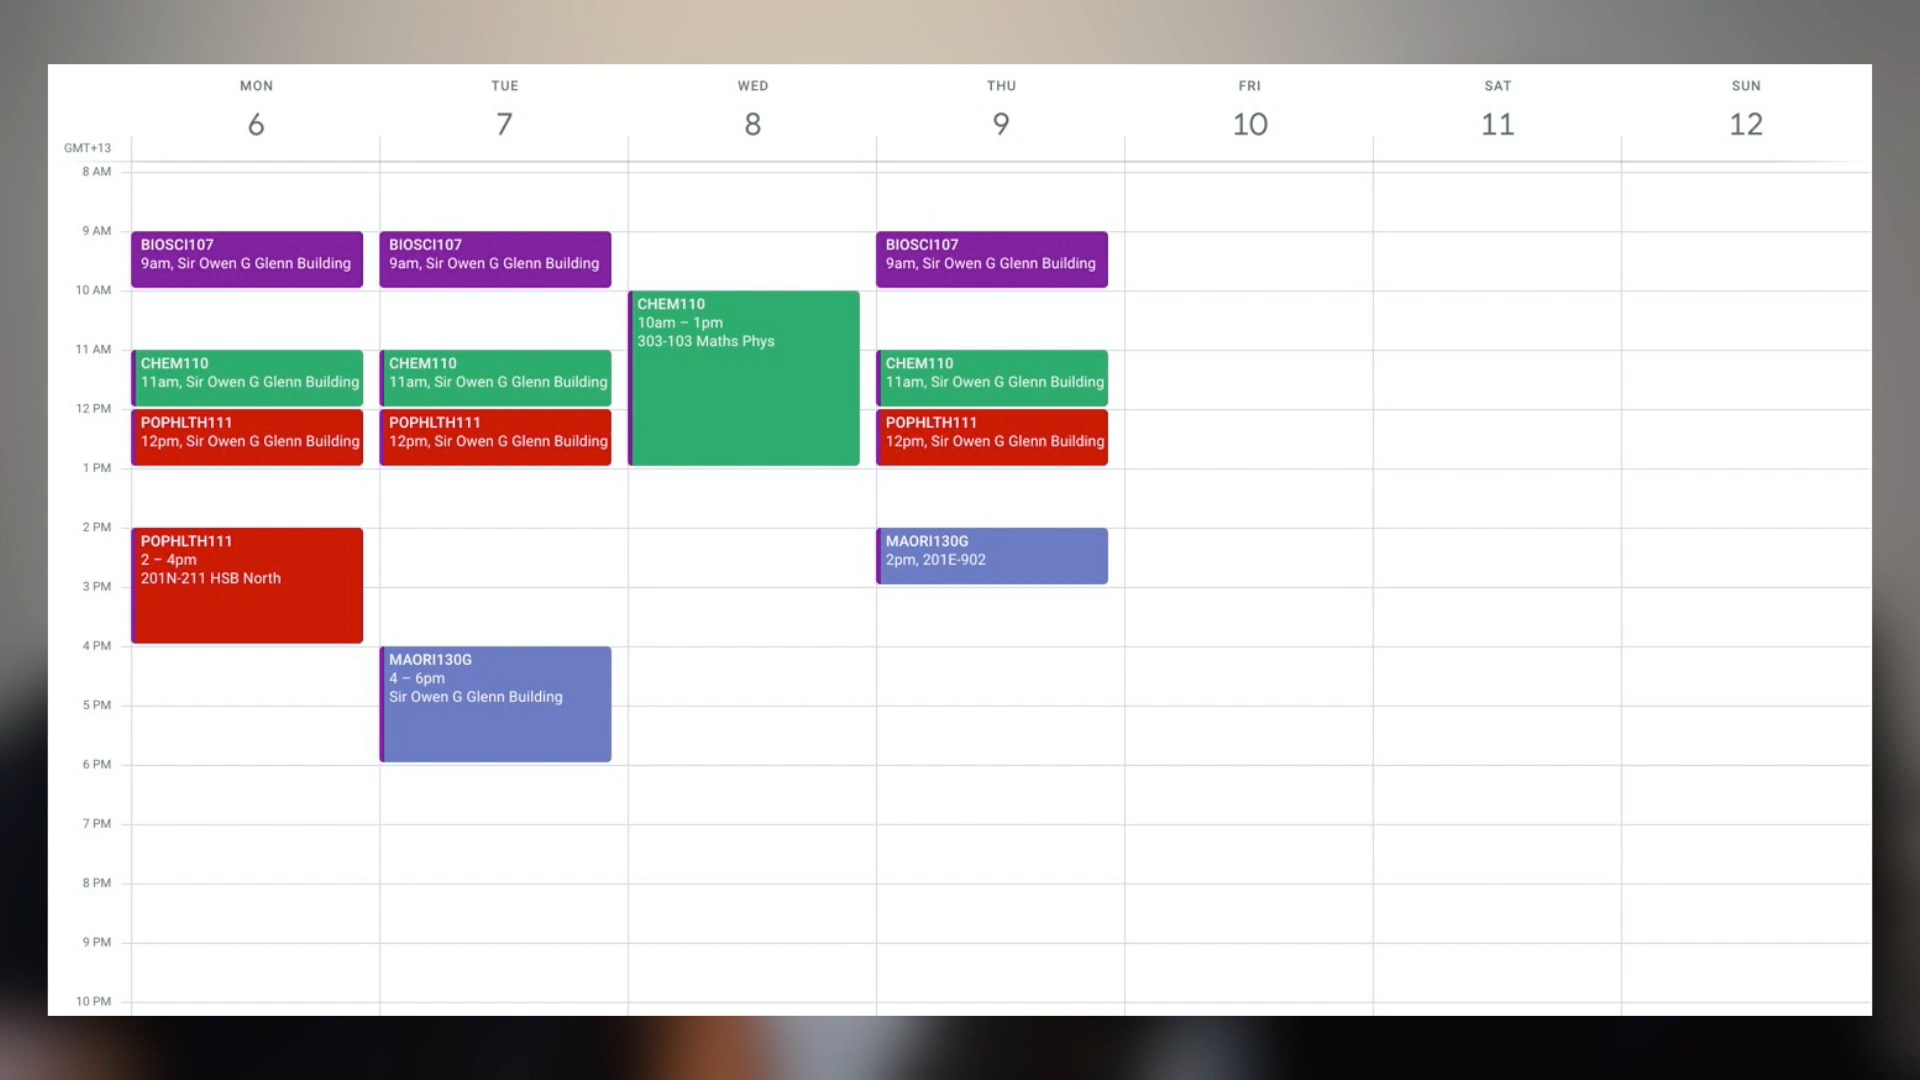 MON
TUE
WED
THU
FRI
SAT
SUN
6
7
8
9
10
11
12
GMT+13
8 AM
9 AM
10 AM
11 AM
12 PM
1 PM
2 PM
3 PM
4 PM
5 PM
6 PM
7 PM
8 PM
9 PM
10 PM
BIOSCI107
9am, Sir Owen G Glenn Building
CHEM110
11am, Sir Owen G Glenn Building
POPHLTH111
12pm, Sir Owen G Glenn Building
POPHLTH111
2 – 4pm
201N-211 HSB North
BIOSCI107
9am, Sir Owen G Glenn Building
CHEM110
11am, Sir Owen G Glenn Building
POPHLTH111
12pm, Sir Owen G Glenn Building
MAORI130G
4 – 6pm
Sir Owen G Glenn Building
CHEM110
10am – 1pm
303-103 Maths Phys
BIOSCI107
9am, Sir Owen G Glenn Building
CHEM110
11am, Sir Owen G Glenn Building
POPHLTH111
12pm, Sir Owen G Glenn Building
MAORI130G
2pm, 201E-902